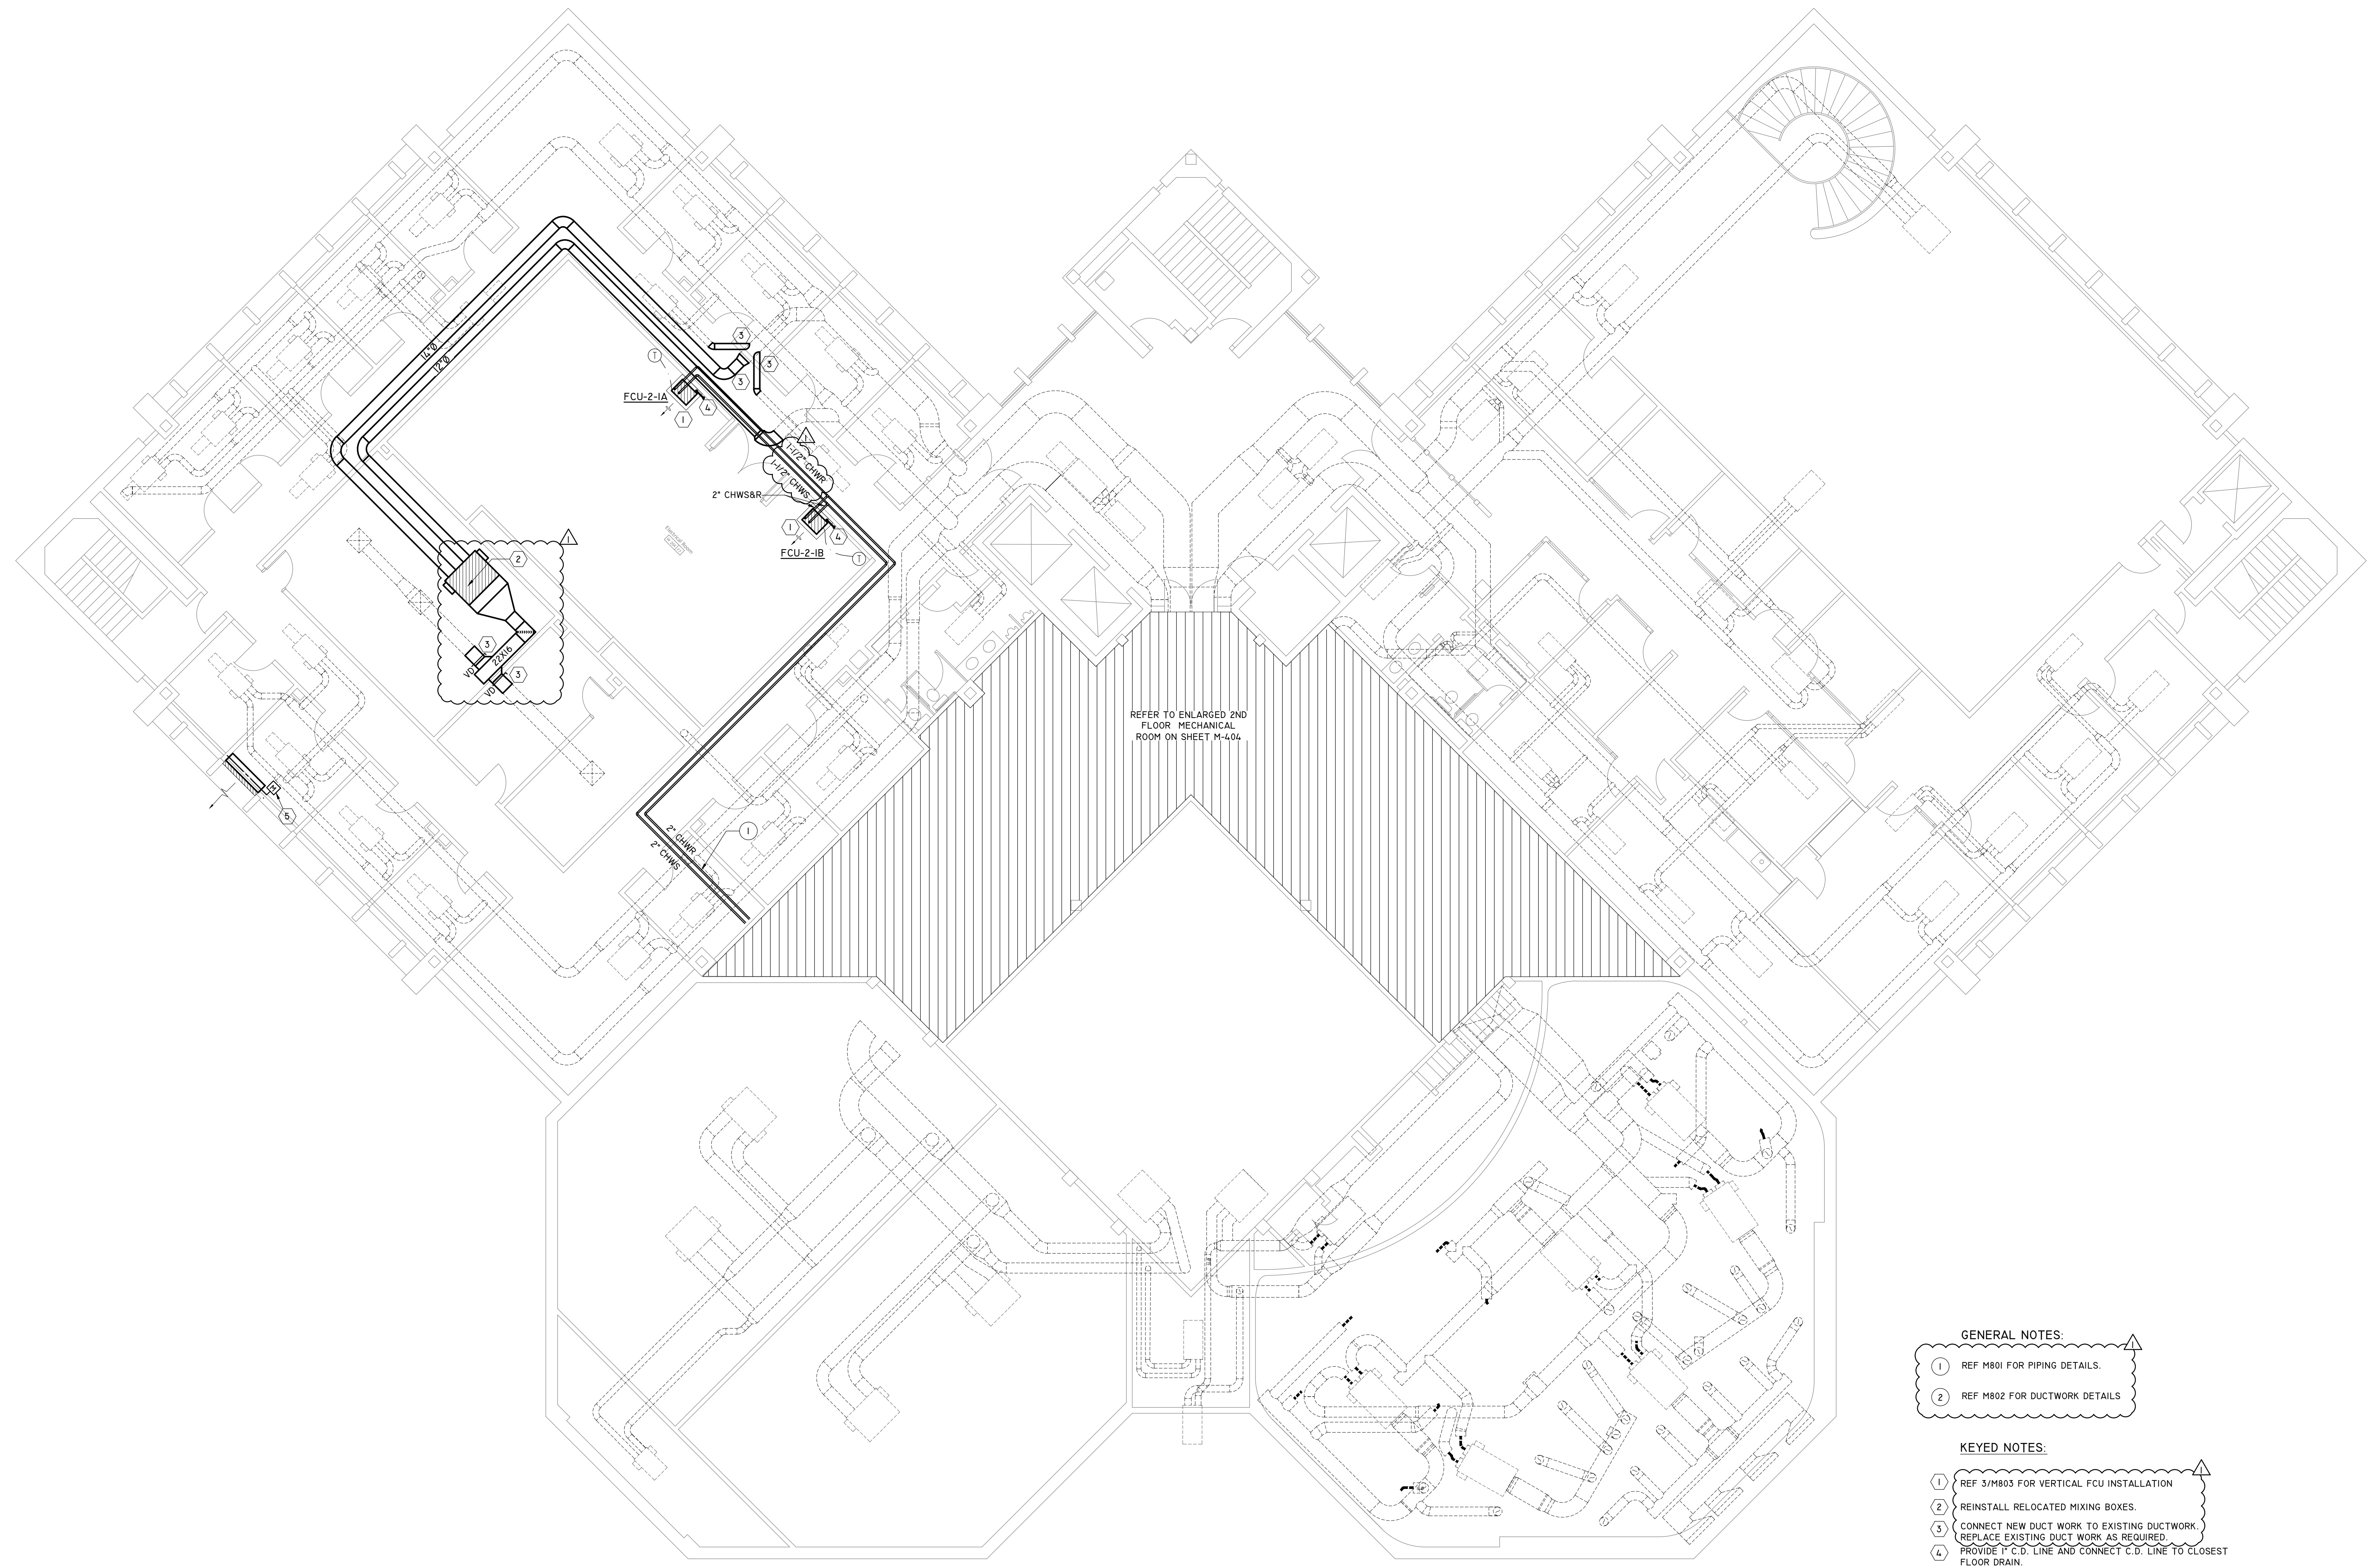 3
3
T
3
14"Ø
12"Ø
FCU-2-1A
4
1
1
1-1/2" CHWR
1-1/2" CHWS
2" CHWS&R
1
4
FCU-2-1B
T
Electrical Room
1
2
3
22X16
VD
3
VD
REFER TO ENLARGED 2ND
FLOOR MECHANICAL
ROOM ON SHEET M-404
M
5
1
2" CHWR
2" CHWS
GENERAL NOTES:
1
1 REF M801 FOR PIPING DETAILS.
2 REF M802 FOR DUCTWORK DETAILS
KEYED NOTES:
1
1 REF 3/M803 FOR VERTICAL FCU INSTALLATION
2 REINSTALL RELOCATED MIXING BOXES.
3 CONNECT NEW DUCT WORK TO EXISTING DUCTWORK.
REPLACE EXISTING DUCT WORK AS REQUIRED.
4 PROVIDE 1" C.D. LINE AND CONNECT C.D. LINE TO CLOSEST
FLOOR DRAIN.